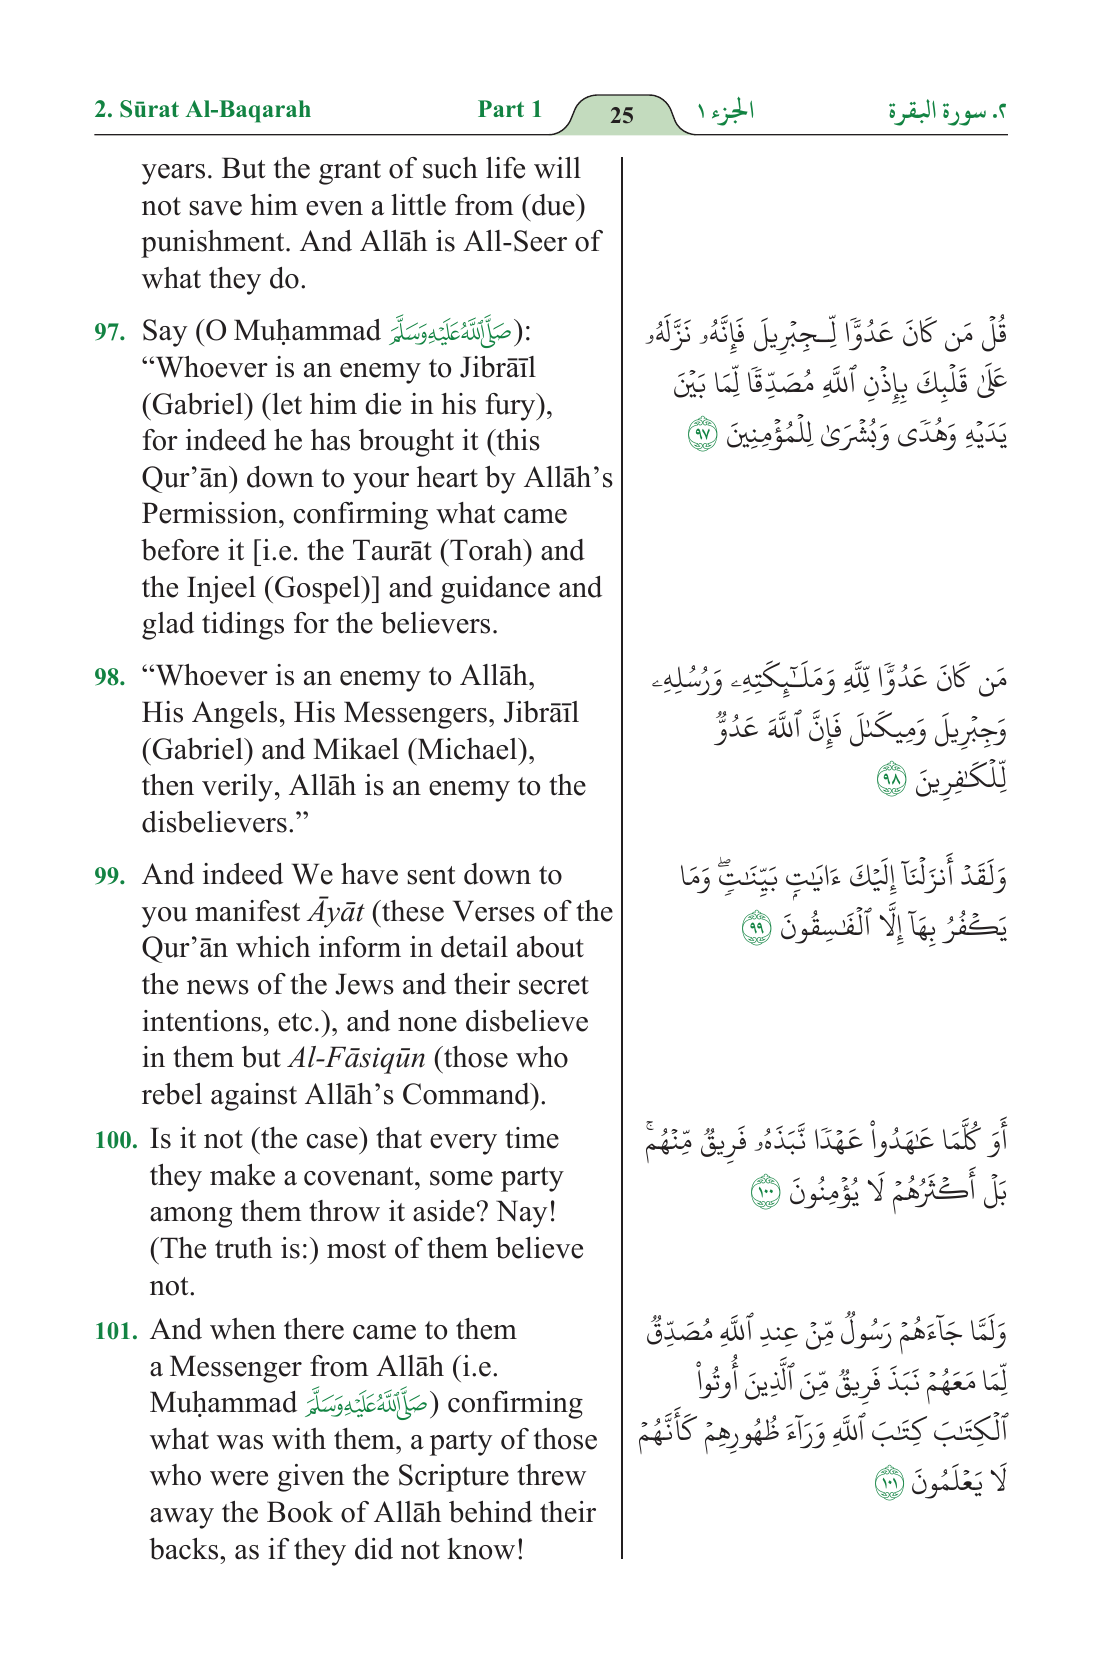 2. Sūrat Al-Baqarah Part 1 25 الجزء ١ ٢. سورة البقرة
years. But the grant of such life will
not save him even a little from (due)
punishment. And Allāh is All-Seer of
what they do.
97. Say (O Muḥammad صَلَّى ٱللَّهُ عَلَيْهِ وَسَلَّمَ):
“Whoever is an enemy to Jibrāīl
(Gabriel) (let him die in his fury),
for indeed he has brought it (this
Qur’ān) down to your heart by Allāh’s
Permission, confirming what came
before it [i.e. the Taurāt (Torah) and
the Injeel (Gospel)] and guidance and
glad tidings for the believers.
قُلۡ مَن كَانَ عَدُوّٗا لِّـجِبۡرِيلَ فَإِنَّهُۥ نَزَّلَهُۥ
عَلَىٰ قَلۡبِكَ بِإِذۡنِ ٱللَّهِ مُصَدِّقٗا لِّمَا بَيۡنَ
يَدَيۡهِ وَهُدٗى وَبُشۡرَىٰ لِلۡمُؤۡمِنِينَ ٩٧
98. “Whoever is an enemy to Allāh,
His Angels, His Messengers, Jibrāīl
(Gabriel) and Mikael (Michael),
then verily, Allāh is an enemy to the
disbelievers.”
مَن كَانَ عَدُوّٗا لِّلَّهِ وَمَلَـٰٓئِكَتِهِۦ وَرُسُلِهِۦ
وَجِبۡرِيلَ وَمِيكَىٰلَ فَإِنَّ ٱللَّهَ عَدُوّٞ
لِّلۡكَـٰفِرِينَ ٩٨
99. And indeed We have sent down to
you manifest Āyāt (these Verses of the
Qur’ān which inform in detail about
the news of the Jews and their secret
intentions, etc.), and none disbelieve
in them but Al-Fāsiqūn (those who
rebel against Allāh’s Command).
وَلَقَدۡ أَنزَلۡنَآ إِلَيۡكَ ءَايَـٰتِۭ بَيِّنَـٰتٖۖ وَمَا
يَكۡفُرُ بِهَآ إِلَّا ٱلۡفَـٰسِقُونَ ٩٩
100. Is it not (the case) that every time
they make a covenant, some party
among them throw it aside? Nay!
(The truth is:) most of them believe
not.
أَوَ كُلَّمَا عَـٰهَدُواْ عَهۡدٗا نَّبَذَهُۥ فَرِيقٞ مِّنۡهُمۚ
بَلۡ أَكۡثَرُهُمۡ لَا يُؤۡمِنُونَ ١٠٠
101. And when there came to them
a Messenger from Allāh (i.e.
Muḥammad صَلَّى ٱللَّهُ عَلَيْهِ وَسَلَّمَ) confirming
what was with them, a party of those
who were given the Scripture threw
away the Book of Allāh behind their
backs, as if they did not know!
وَلَمَّا جَآءَهُمۡ رَسُولٞ مِّنۡ عِندِ ٱللَّهِ مُصَدِّقٞ
لِّمَا مَعَهُمۡ نَبَذَ فَرِيقٞ مِّنَ ٱلَّذِينَ أُوتُواْ
ٱلۡكِتَـٰبَ كِتَـٰبَ ٱللَّهِ وَرَآءَ ظُهُورِهِمۡ كَأَنَّهُمۡ
لَا يَعۡلَمُونَ ١٠١